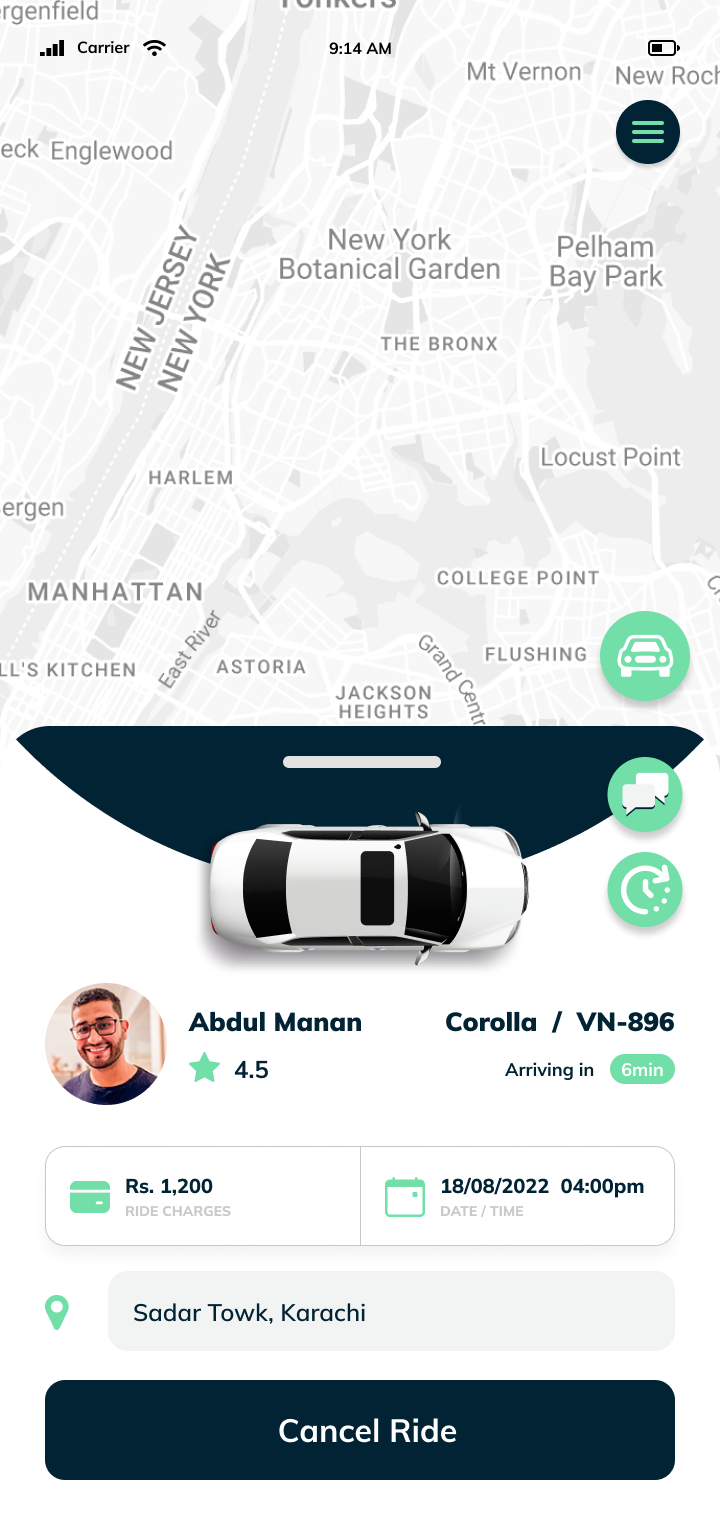 rgenfield
Yonkers
Carrier
9:14 AM
Mt Vernon
New Roch
eck
Englewood
NEW JERSEY
NEW YORK
New York
Botanical Garden
Pelham
Bay Park
THE BRONX
Locust Point
HARLEM
ergen
COLLEGE POINT
MANHATTAN
East River
LL'S KITCHEN
ASTORIA
Grand Centr
FLUSHING
JACKSON
HEIGHTS
Abdul Manan
Corolla / VN-896
4.5
Arriving in 6min
Rs. 1,200
RIDE CHARGES
18/08/2022 04:00pm
DATE / TIME
Sadar Towk, Karachi
Cancel Ride